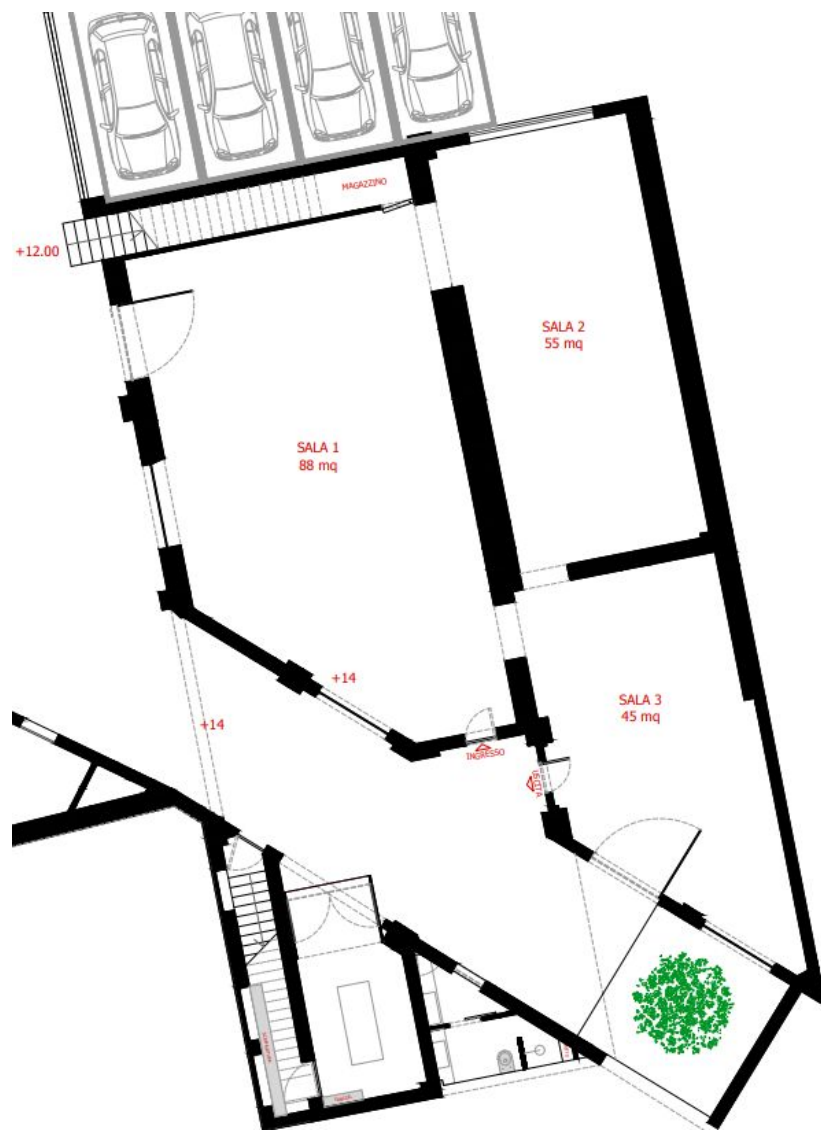 MAGAZZINO
+12.00
SALA 2
55 mq
SALA 1
88 mq
+14
SALA 3
45 mq
+14
INGRESSO
USCITA